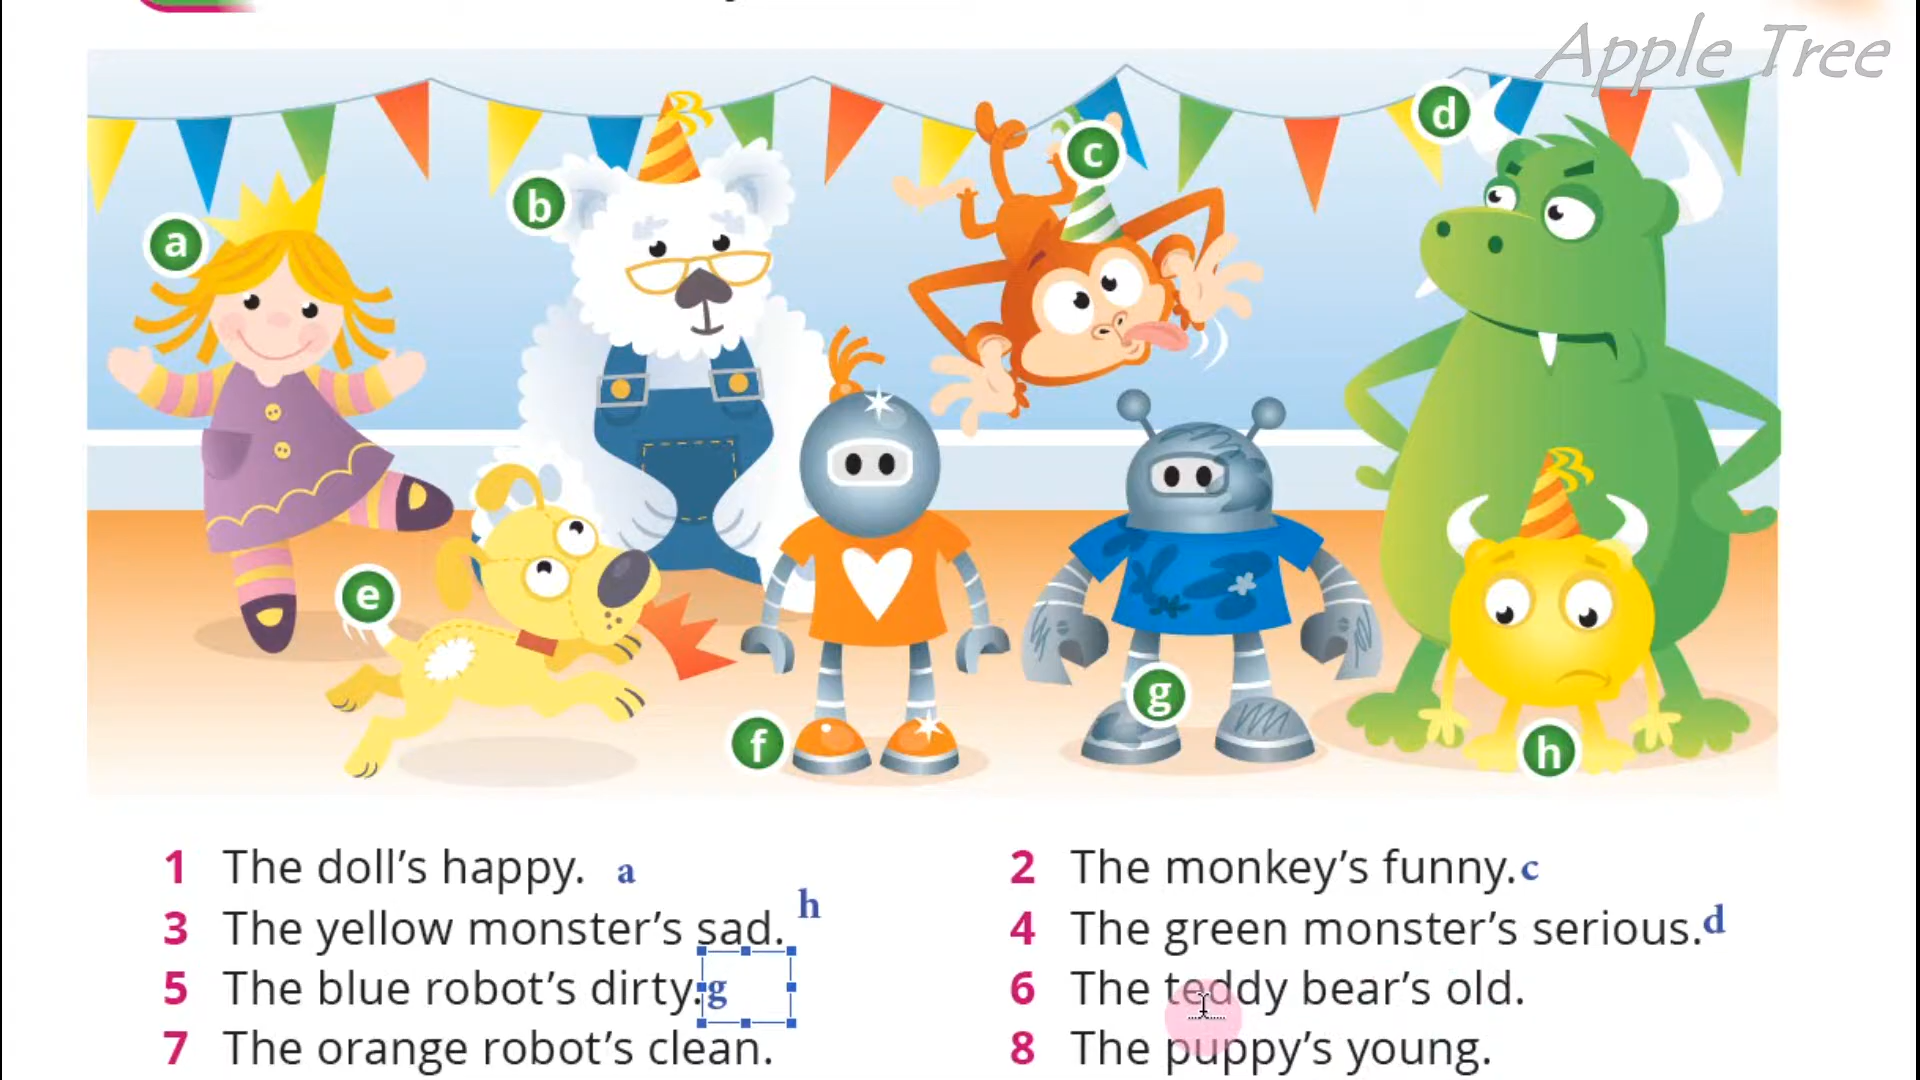 Apple Tree
a
b
c
d
e
f
g
h
1 The doll's happy. a
2 The monkey's funny. c
3 The yellow monster's sad. h
4 The green monster's serious. d
5 The blue robot's dirty. g
6 The teddy bear's old.
7 The orange robot's clean.
8 The puppy's young.